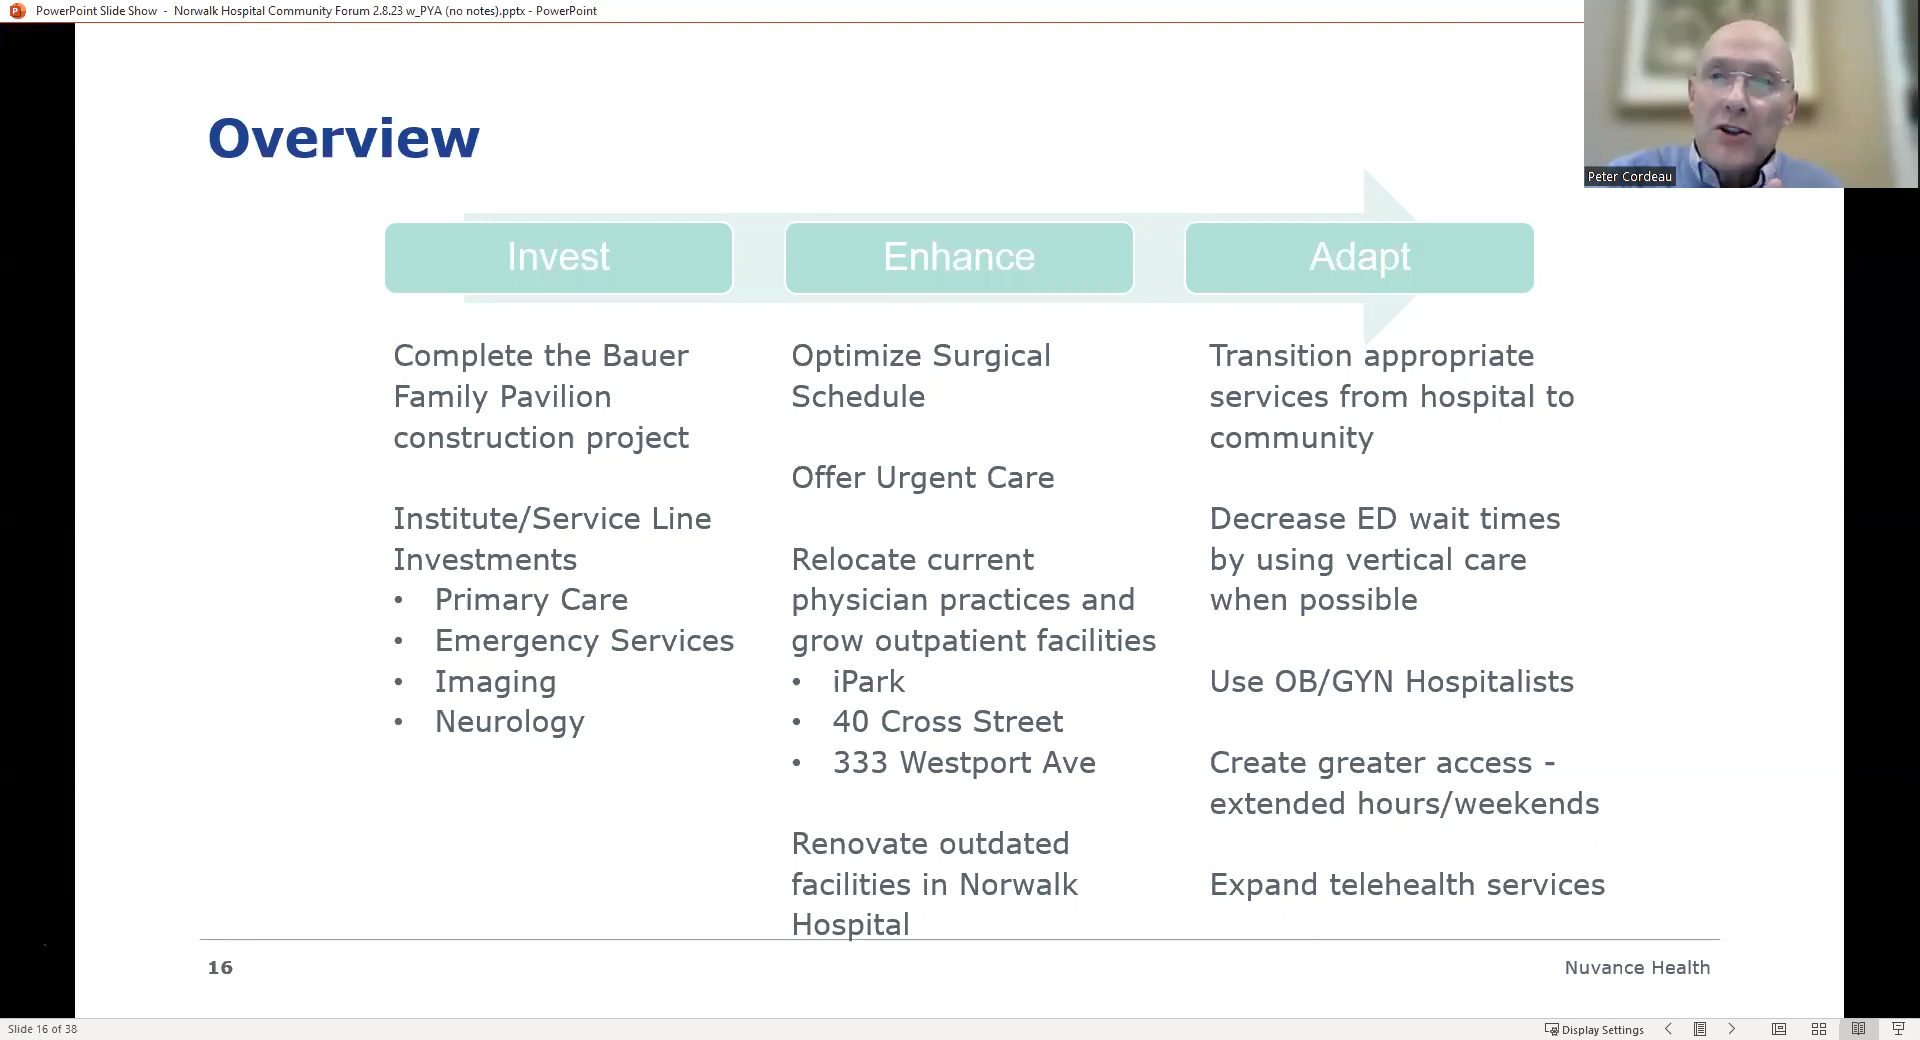 PowerPoint Slide Show - Norwalk Hospital Community Forum 2.8.23 w_PYA (no notes).pptx - PowerPoint
Peter Cordeau
Overview
Invest
Enhance
Adapt
Complete the Bauer
Family Pavilion
construction project
Institute/Service Line
Investments
• Primary Care
• Emergency Services
• Imaging
• Neurology
Optimize Surgical
Schedule
Offer Urgent Care
Relocate current
physician practices and
grow outpatient facilities
• iPark
• 40 Cross Street
• 333 Westport Ave
Renovate outdated
facilities in Norwalk
Hospital
Transition appropriate
services from hospital to
community
Decrease ED wait times
by using vertical care
when possible
Use OB/GYN Hospitalists
Create greater access -
extended hours/weekends
Expand telehealth services
16
Nuvance Health
Slide 16 of 38
Display Settings